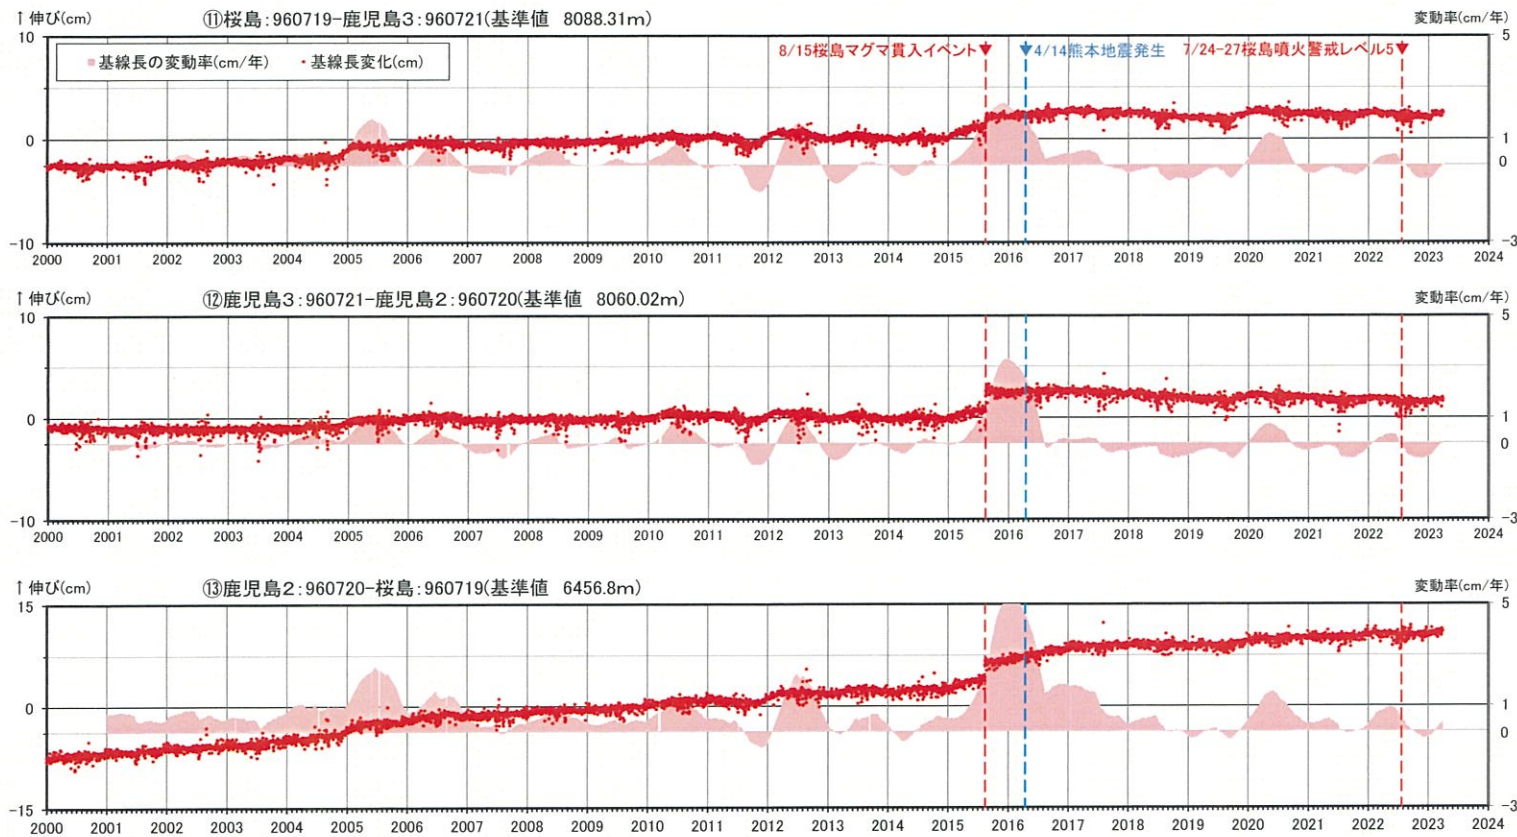 ↑伸び(cm) ⑪桜島:960719-鹿児島3:960721(基準値 8088.31m) 変動率(cm/年)
10 5
基線長の変動率(cm/年) 基線長変化(cm) 8/15桜島マグマ貫入イベント 4/14熊本地震発生 7/24-27桜島噴火警戒レベル5
0 1
0
-10 -3
2000 2001 2002 2003 2004 2005 2006 2007 2008 2009 2010 2011 2012 2013 2014 2015 2016 2017 2018 2019 2020 2021 2022 2023 2024
↑伸び(cm) ⑫鹿児島3:960721-鹿児島2:960720(基準値 8060.02m) 変動率(cm/年)
10 5
0 1
0
-10 -3
2000 2001 2002 2003 2004 2005 2006 2007 2008 2009 2010 2011 2012 2013 2014 2015 2016 2017 2018 2019 2020 2021 2022 2023 2024
↑伸び(cm) ⑬鹿児島2:960720-桜島:960719(基準値 6456.8m) 変動率(cm/年)
15 5
0 1
0
-15 -3
2000 2001 2002 2003 2004 2005 2006 2007 2008 2009 2010 2011 2012 2013 2014 2015 2016 2017 2018 2019 2020 2021 2022 2023 2024